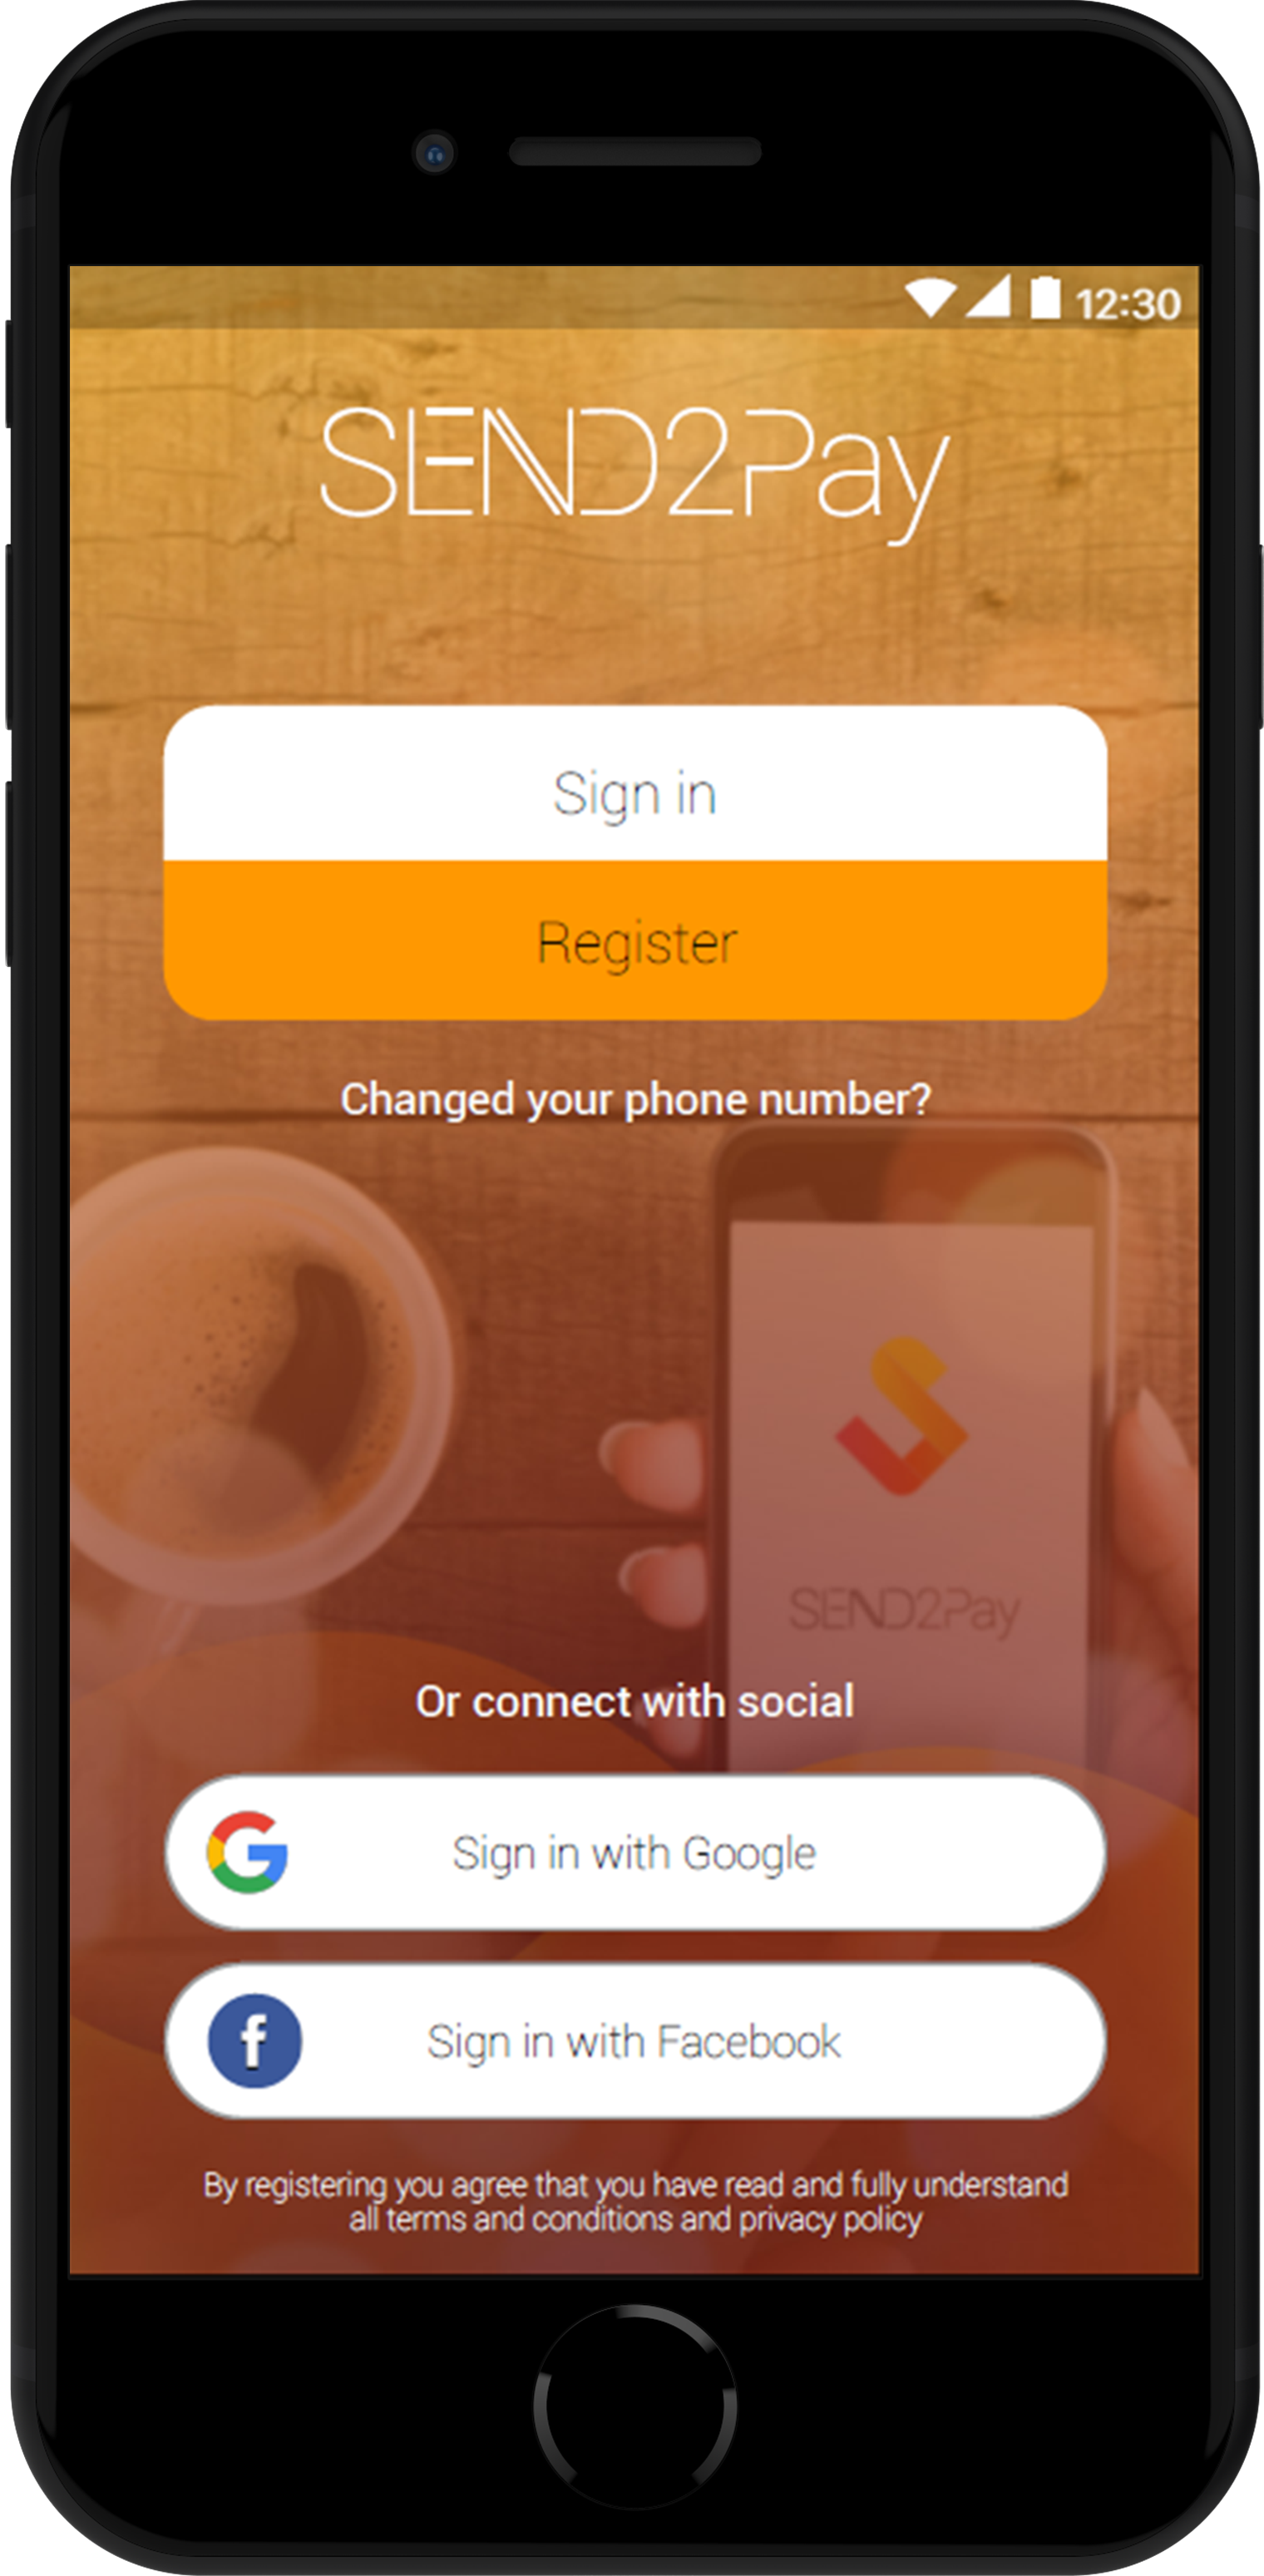 12:30
SEND2Pay
Sign in
Register
Changed your phone number?
SEND2Pay
Or connect with social
Sign in with Google
Sign in with Facebook
By registering you agree that you have read and fully understand
all terms and conditions and privacy policy